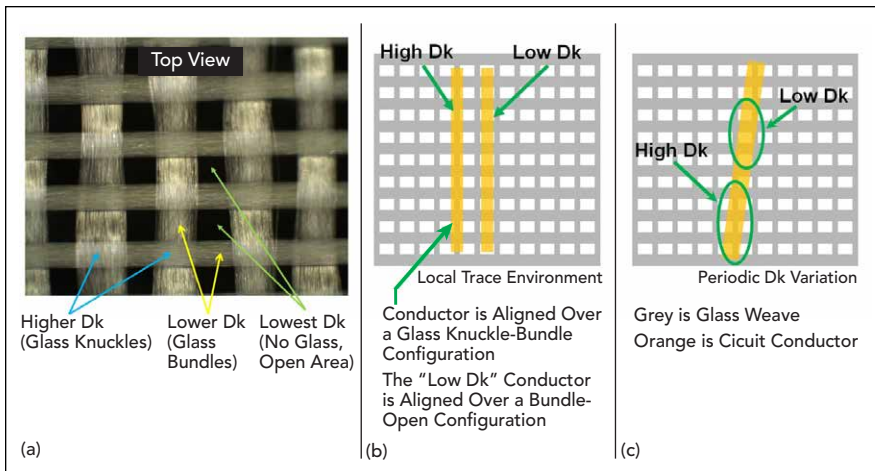 Top View
Higher Dk
(Glass Knuckles)
Lower Dk
(Glass
Bundles)
Lowest Dk
(No Glass,
Open Area)
(a)
High Dk
Low Dk
Local Trace Environment
Conductor is Aligned Over
a Glass Knuckle-Bundle
Configuration
The “Low Dk” Conductor
is Aligned Over a Bundle-
Open Configuration
(b)
Low Dk
High Dk
Periodic Dk Variation
Grey is Glass Weave
Orange is Cicuit Conductor
(c)